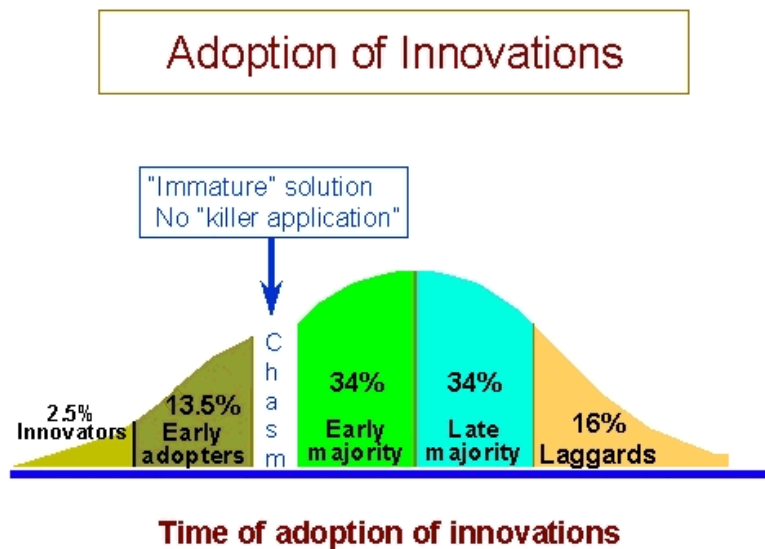 Adoption of Innovations
"Immature" solution
No "killer application"
Chasm
2.5%
Innovators
13.5%
Early
adopters
34%
Early
majority
34%
Late
majority
16%
Laggards
Time of adoption of innovations